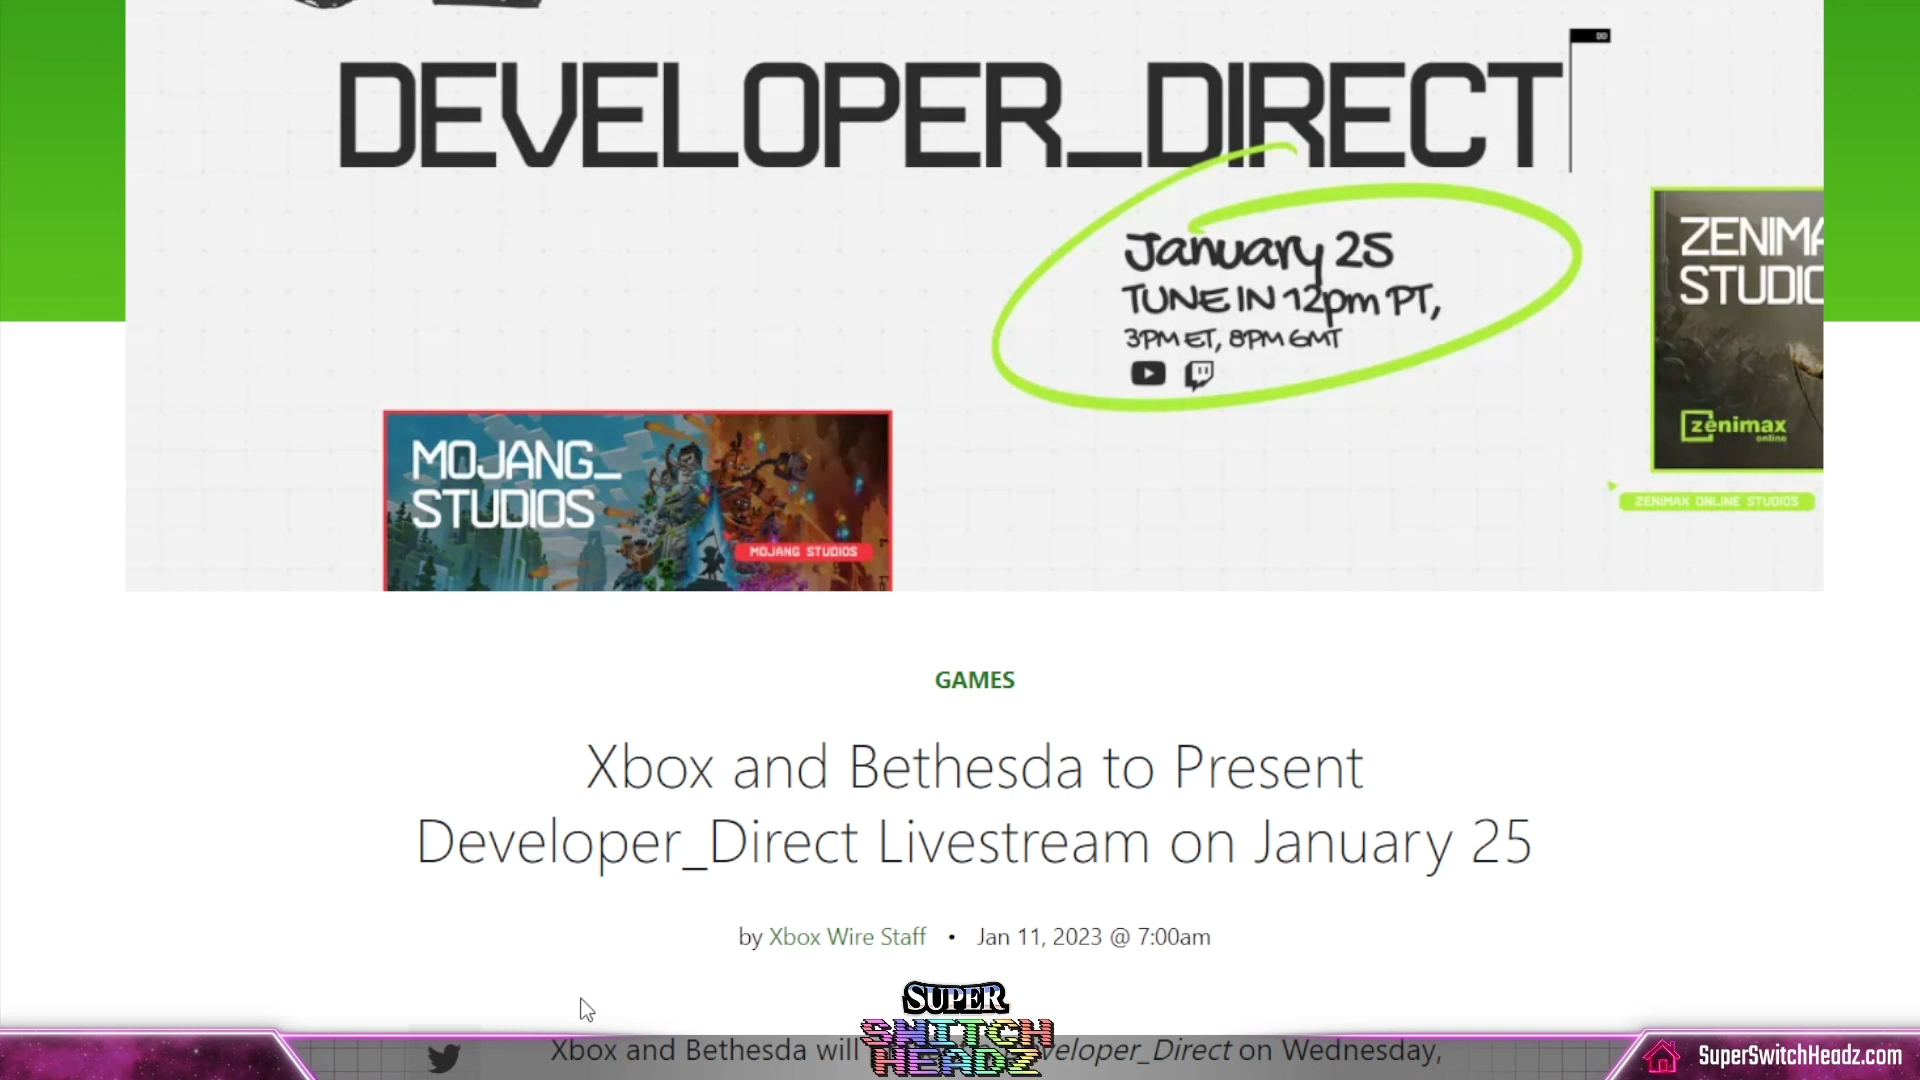 DEVELOPER_DIRECT
DD
January 25
TUNE IN 12pm PT,
3PM ET, 8PM GMT
ZENIMA
STUDIO
zenimax
online
ZENIMAX ONLINE STUDIOS
MOJANG_
STUDIOS
MOJANG STUDIOS
GAMES
Xbox and Bethesda to Present
Developer_Direct Livestream on January 25
by Xbox Wire Staff • Jan 11, 2023 @ 7:00am
SUPER
SWITCH
HEADZ
Xbox and Bethesda will veloper_Direct on Wednesday,
SuperSwitchHeadz.com